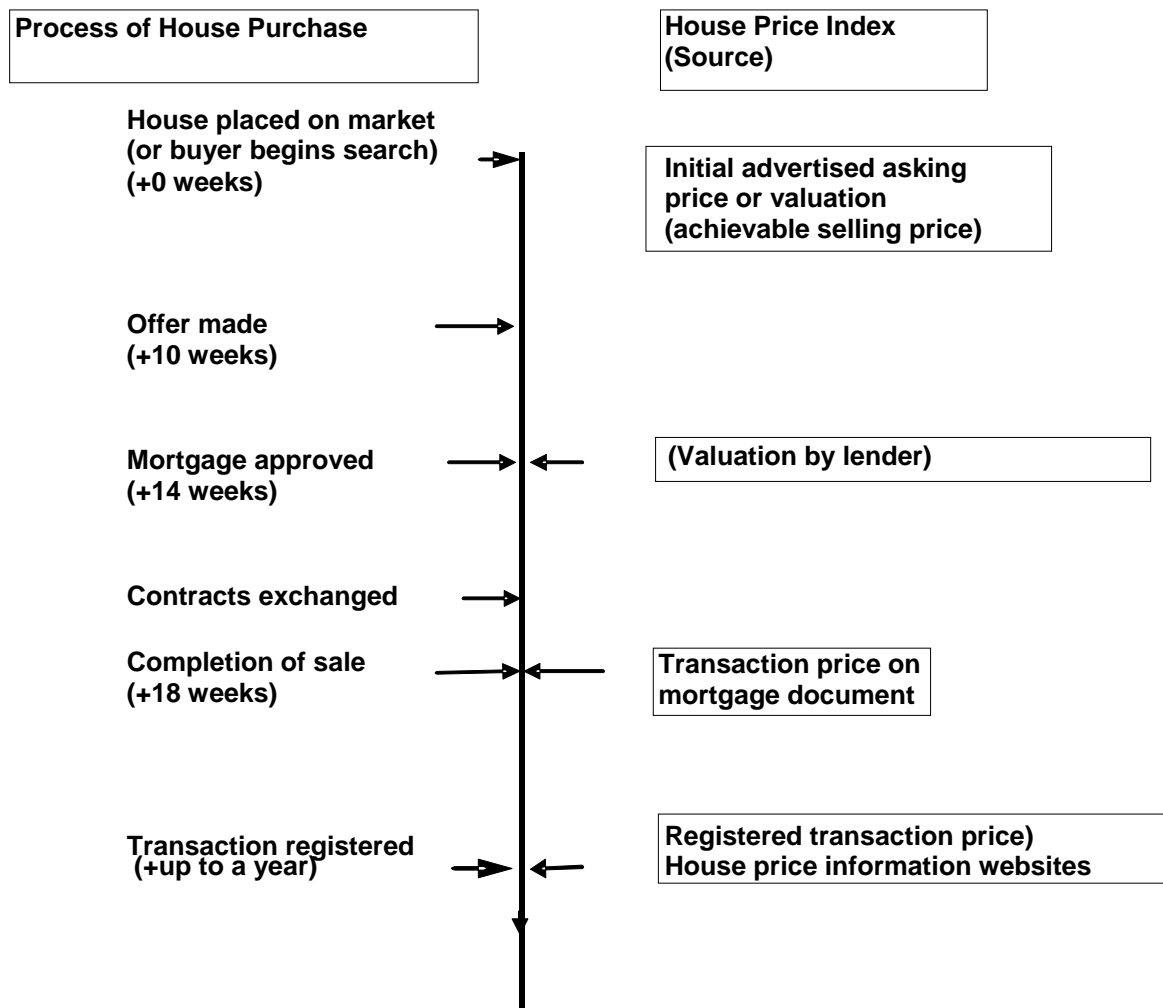 Process of House Purchase
House Price Index
(Source)
House placed on market
(or buyer begins search)
(+0 weeks)
Initial advertised asking
price or valuation
(achievable selling price)
Offer made
(+10 weeks)
Mortgage approved
(+14 weeks)
(Valuation by lender)
Contracts exchanged
Completion of sale
(+18 weeks)
Transaction price on
mortgage document
Transaction registered
(+up to a year)
Registered transaction price)
House price information websites